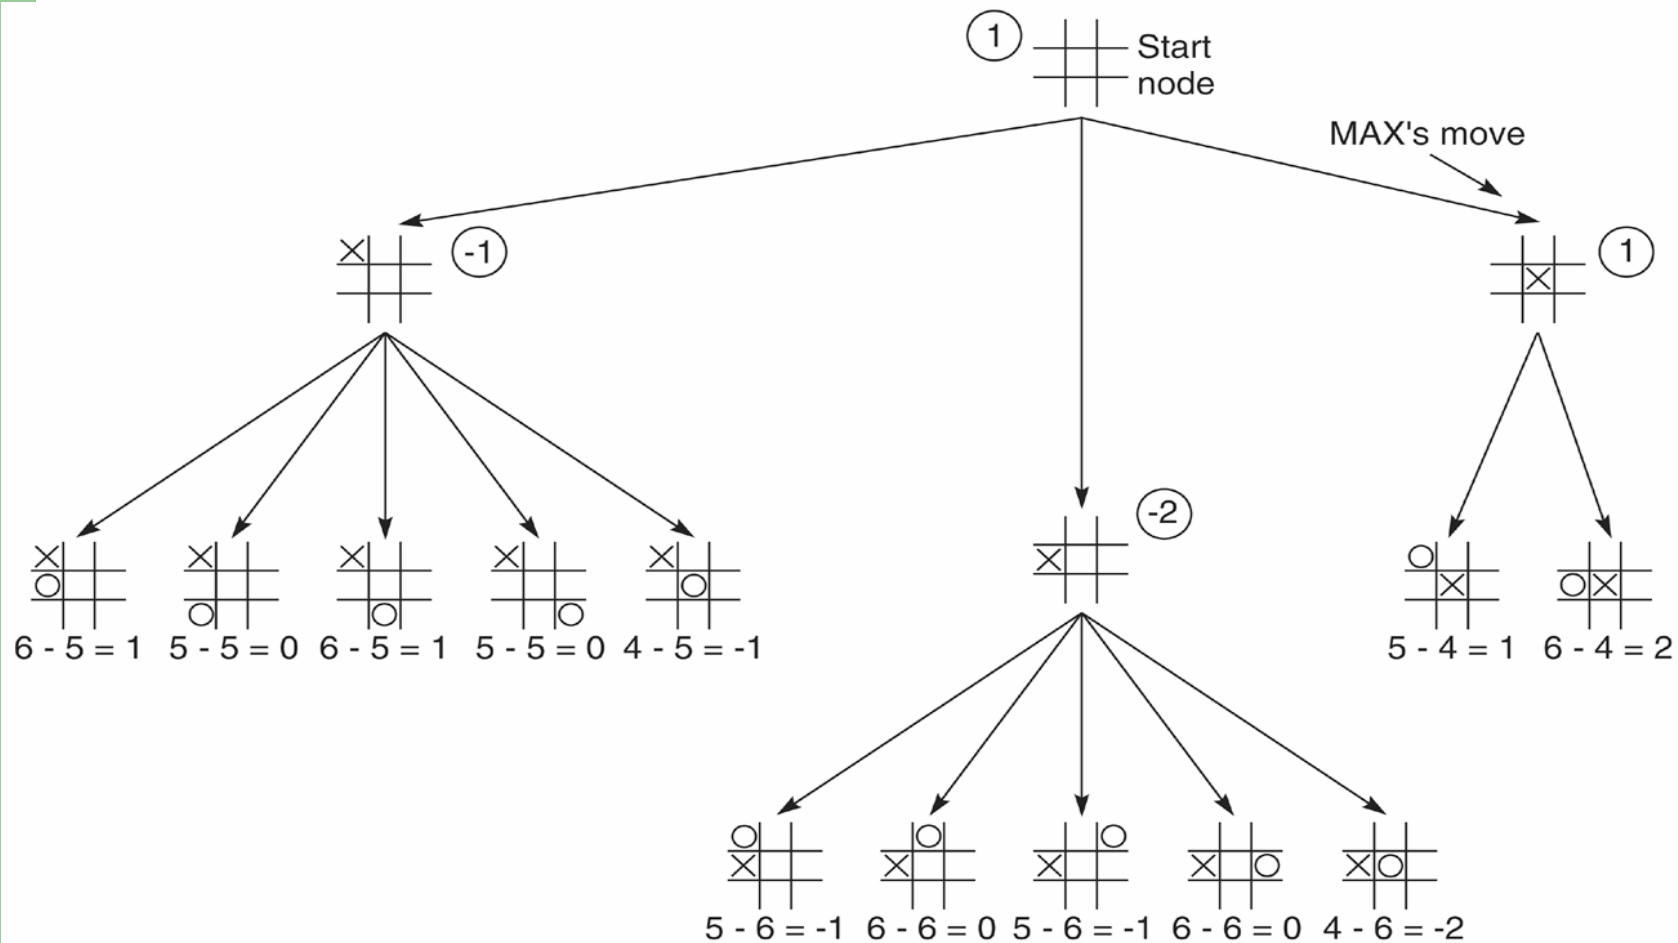 1
Start
node
MAX's move
-1
1
X
X
X
O
X
O
X
O
X
O
X
O
6 - 5 = 1
5 - 5 = 0
6 - 5 = 1
5 - 5 = 0
4 - 5 = -1
-2
X
O
X
O X
5 - 4 = 1
6 - 4 = 2
O
X
O
X
O
X
X O
X O
5 - 6 = -1
6 - 6 = 0
5 - 6 = -1
6 - 6 = 0
4 - 6 = -2